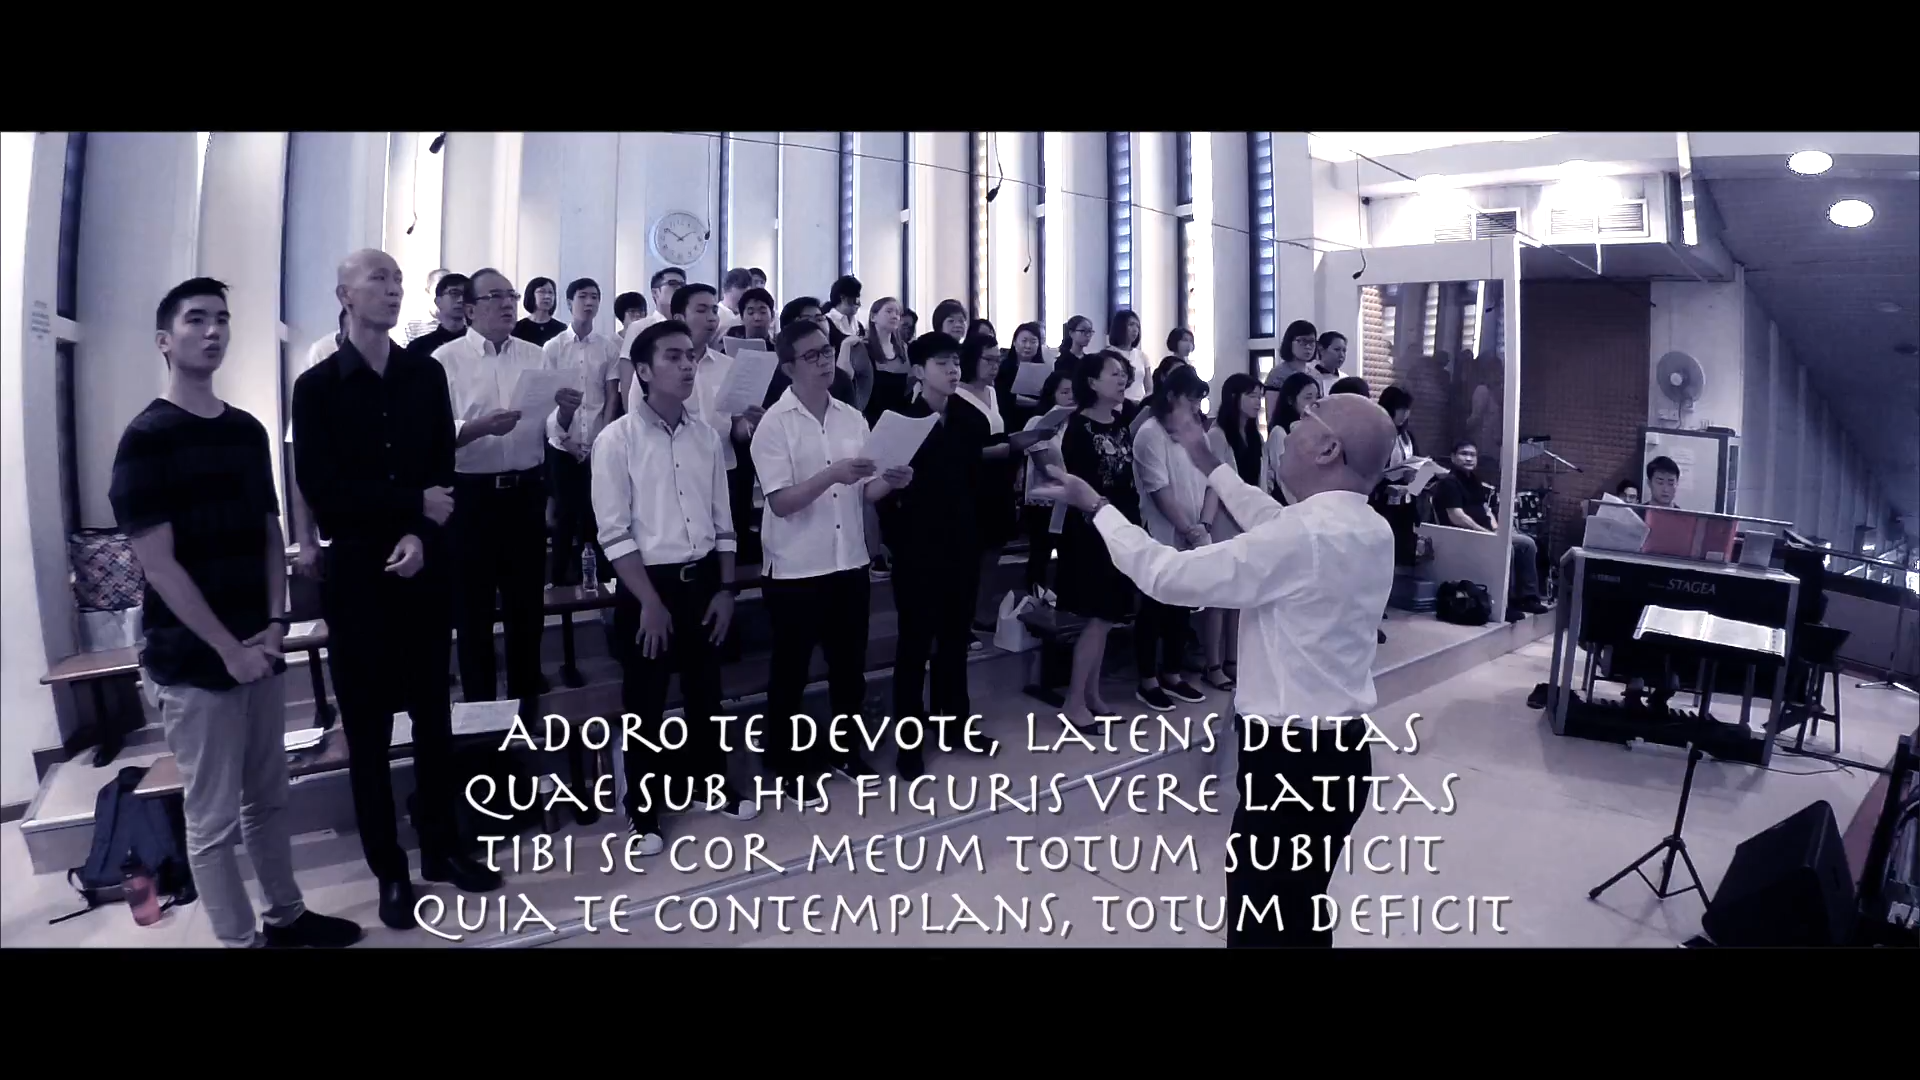 STAGEA
ADORO TE DEVOTE, LATENS DEITAS
QUAE SUB HIS FIGURIS VERE LATITAS
TIBI SE COR MEUM TOTUM SUBIICIT
QUIA TE CONTEMPLANS, TOTUM DEFICIT